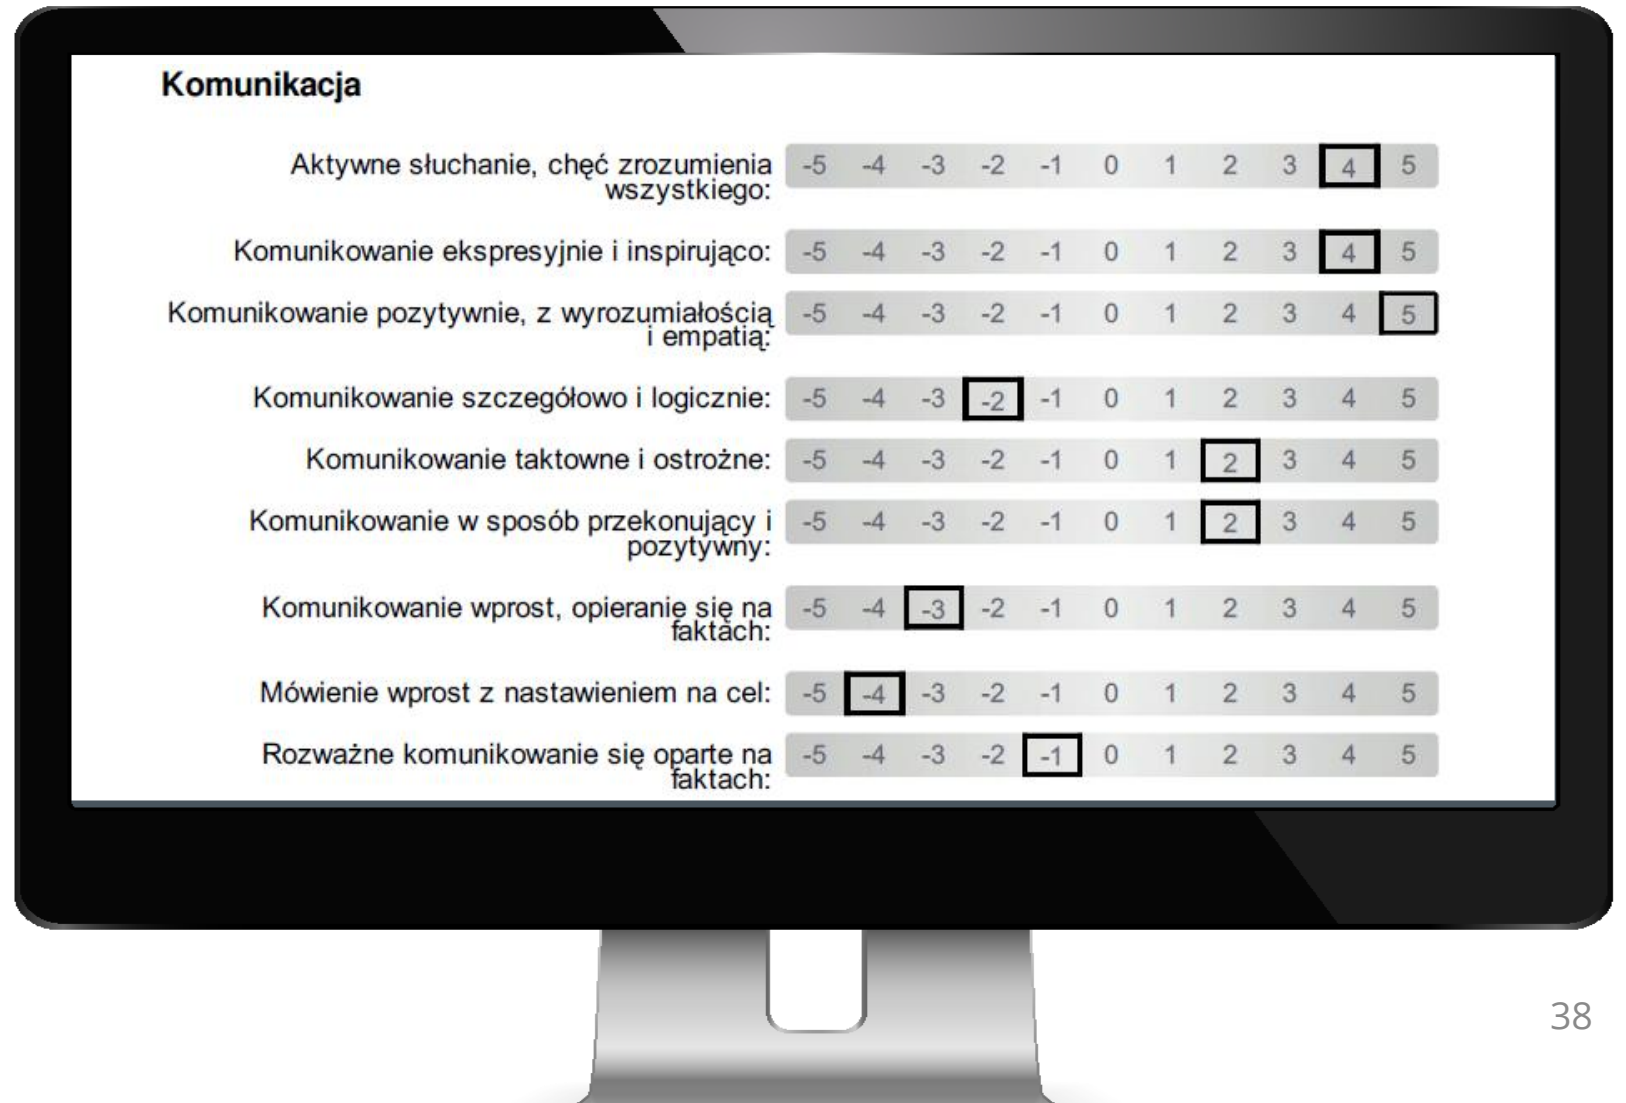 Komunikacja
Aktywne słuchanie, chęć zrozumienia -5 -4 -3 -2 -1 0 1 2 3 4 5
wszystkiego:
Komunikowanie ekspresyjnie i inspirująco: -5 -4 -3 -2 -1 0 1 2 3 4 5
Komunikowanie pozytywnie, z wyrozumiałością -5 -4 -3 -2 -1 0 1 2 3 4 5
i empatią:
Komunikowanie szczegółowo i logicznie: -5 -4 -3 -2 -1 0 1 2 3 4 5
Komunikowanie taktowne i ostrożne: -5 -4 -3 -2 -1 0 1 2 3 4 5
Komunikowanie w sposób przekonujący i -5 -4 -3 -2 -1 0 1 2 3 4 5
pozytywny:
Komunikowanie wprost, opieranie się na -5 -4 -3 -2 -1 0 1 2 3 4 5
faktach:
Mówienie wprost z nastawieniem na cel: -5 -4 -3 -2 -1 0 1 2 3 4 5
Rozważne komunikowanie się oparte na -5 -4 -3 -2 -1 0 1 2 3 4 5
faktach:
38